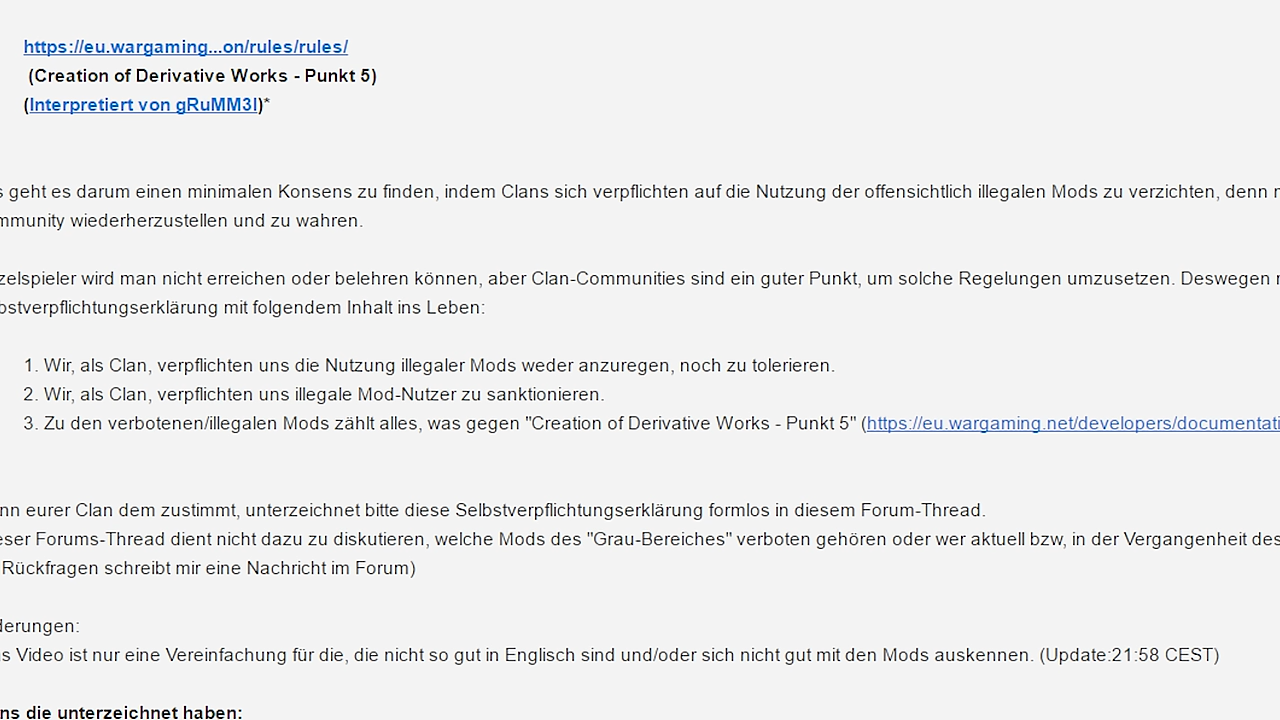 https://eu.wargaming...on/rules/rules/
(Creation of Derivative Works - Punkt 5)
(Interpretiert von gRuMM3l)*
geht es darum einen minimalen Konsens zu finden, indem Clans sich verpflichten auf die Nutzung der offensichtlich illegalen Mods zu verzichten, denn
mmunity wiederherzustellen und zu wahren.
zelspieler wird man nicht erreichen oder belehren können, aber Clan-Communities sind ein guter Punkt, um solche Regelungen umzusetzen. Deswegen
bstverpflichtungserklärung mit folgendem Inhalt ins Leben:
1. Wir, als Clan, verpflichten uns die Nutzung illegaler Mods weder anzuregen, noch zu tolerieren.
2. Wir, als Clan, verpflichten uns illegale Mod-Nutzer zu sanktionieren.
3. Zu den verbotenen/illegalen Mods zählt alles, was gegen "Creation of Derivative Works - Punkt 5" (https://eu.wargaming.net/developers/documentati
nn eurer Clan dem zustimmt, unterzeichnet bitte diese Selbstverpflichtungserklärung formlos in diesem Forum-Thread.
eser Forums-Thread dient nicht dazu zu diskutieren, welche Mods des "Grau-Bereiches" verboten gehören oder wer aktuell bzw, in der Vergangenheit des
Rückfragen schreibt mir eine Nachricht im Forum)
derungen:
s Video ist nur eine Vereinfachung für die, die nicht so gut in Englisch sind und/oder sich nicht gut mit den Mods auskennen. (Update:21:58 CEST)
ns die unterzeichnet haben: